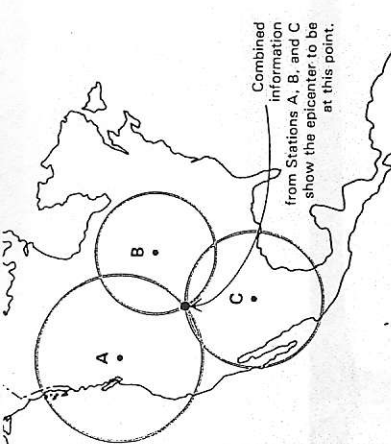 A
B
C
Combined
information
from Stations A, B, and C
show the epicenter to be
at this point.